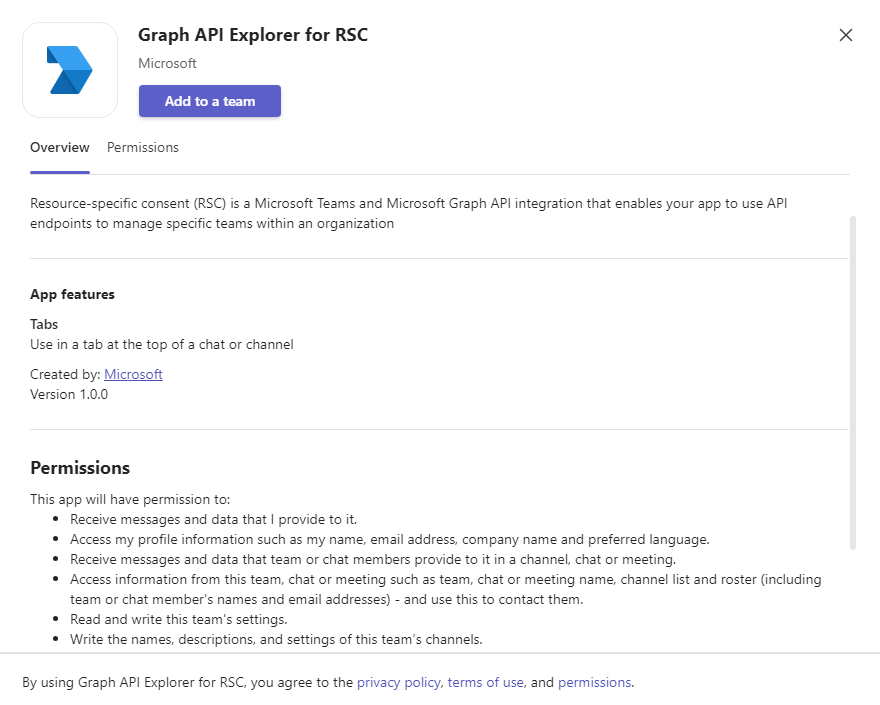 Graph API Explorer for RSC
Microsoft
Add to a team
Overview
Permissions
Resource-specific consent (RSC) is a Microsoft Teams and Microsoft Graph API integration that enables your app to use API
endpoints to manage specific teams within an organization
App features
Tabs
Use in a tab at the top of a chat or channel
Created by: Microsoft
Version 1.0.0
Permissions
This app will have permission to:
• Receive messages and data that I provide to it.
• Access my profile information such as my name, email address, company name and preferred language.
• Receive messages and data that team or chat members provide to it in a channel, chat or meeting.
• Access information from this team, chat or meeting such as team, chat or meeting name, channel list and roster (including
team or chat member's names and email addresses) - and use this to contact them.
• Read and write this team's settings.
• Write the names, descriptions, and settings of this team’s channels.
By using Graph API Explorer for RSC, you agree to the privacy policy, terms of use, and permissions.